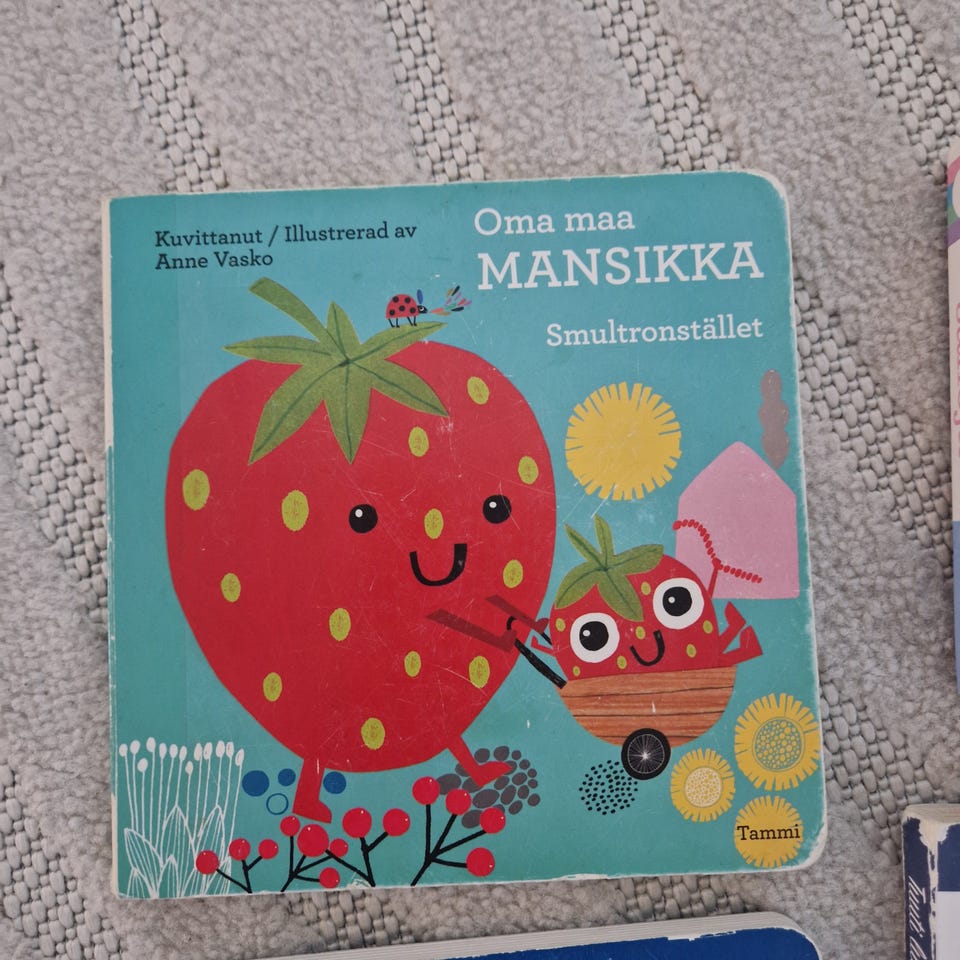 Kuvittanut / Illustrerad av
Anne Vasko
Oma maa
MANSIKKA
Smultronstället
Tammi